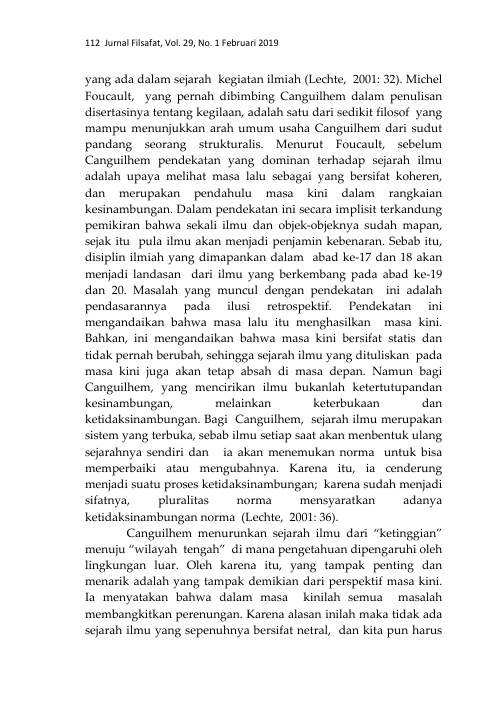 112 Jurnal Filsafat, Vol. 29, No. 1 Februari 2019
yang ada dalam sejarah kegiatan ilmiah (Lechte, 2001: 32). Michel
Foucault, yang pernah dibimbing Canguilhem dalam penulisan
disertasinya tentang kegilaan, adalah satu dari sedikit filosof yang
mampu menunjukkan arah umum usaha Canguilhem dari sudut
pandang seorang strukturalis. Menurut Foucault, sebelum
Canguilhem pendekatan yang dominan terhadap sejarah ilmu
adalah upaya melihat masa lalu sebagai yang bersifat koheren,
dan merupakan pendahulu masa kini dalam rangkaian
kesinambungan. Dalam pendekatan ini secara implisit terkandung
pemikiran bahwa sekali ilmu dan objek-objeknya sudah mapan,
sejak itu pula ilmu akan menjadi penjamin kebenaran. Sebab itu,
disiplin ilmiah yang dimapankan dalam abad ke-17 dan 18 akan
menjadi landasan dari ilmu yang berkembang pada abad ke-19
dan 20. Masalah yang muncul dengan pendekatan ini adalah
pendasarannya pada ilusi retrospektif. Pendekatan ini
mengandaikan bahwa masa lalu itu menghasilkan masa kini.
Bahkan, ini mengandaikan bahwa masa kini bersifat statis dan
tidak pernah berubah, sehingga sejarah ilmu yang dituliskan pada
masa kini juga akan tetap absah di masa depan. Namun bagi
Canguilhem, yang mencirikan ilmu bukanlah ketertutupandan
kesinambungan, melainkan keterbukaan dan
ketidaksinambungan. Bagi Canguilhem, sejarah ilmu merupakan
sistem yang terbuka, sebab ilmu setiap saat akan menbentuk ulang
sejarahnya sendiri dan ia akan menemukan norma untuk bisa
memperbaiki atau mengubahnya. Karena itu, ia cenderung
menjadi suatu proses ketidaksinambungan; karena sudah menjadi
sifatnya, pluralitas norma mensyaratkan adanya
ketidaksinambungan norma (Lechte, 2001: 36).
Canguilhem menurunkan sejarah ilmu dari “ketinggian”
menuju “wilayah tengah” di mana pengetahuan dipengaruhi oleh
lingkungan luar. Oleh karena itu, yang tampak penting dan
menarik adalah yang tampak demikian dari perspektif masa kini.
Ia menyatakan bahwa dalam masa kinilah semua masalah
membangkitkan perenungan. Karena alasan inilah maka tidak ada
sejarah ilmu yang sepenuhnya bersifat netral, dan kita pun harus